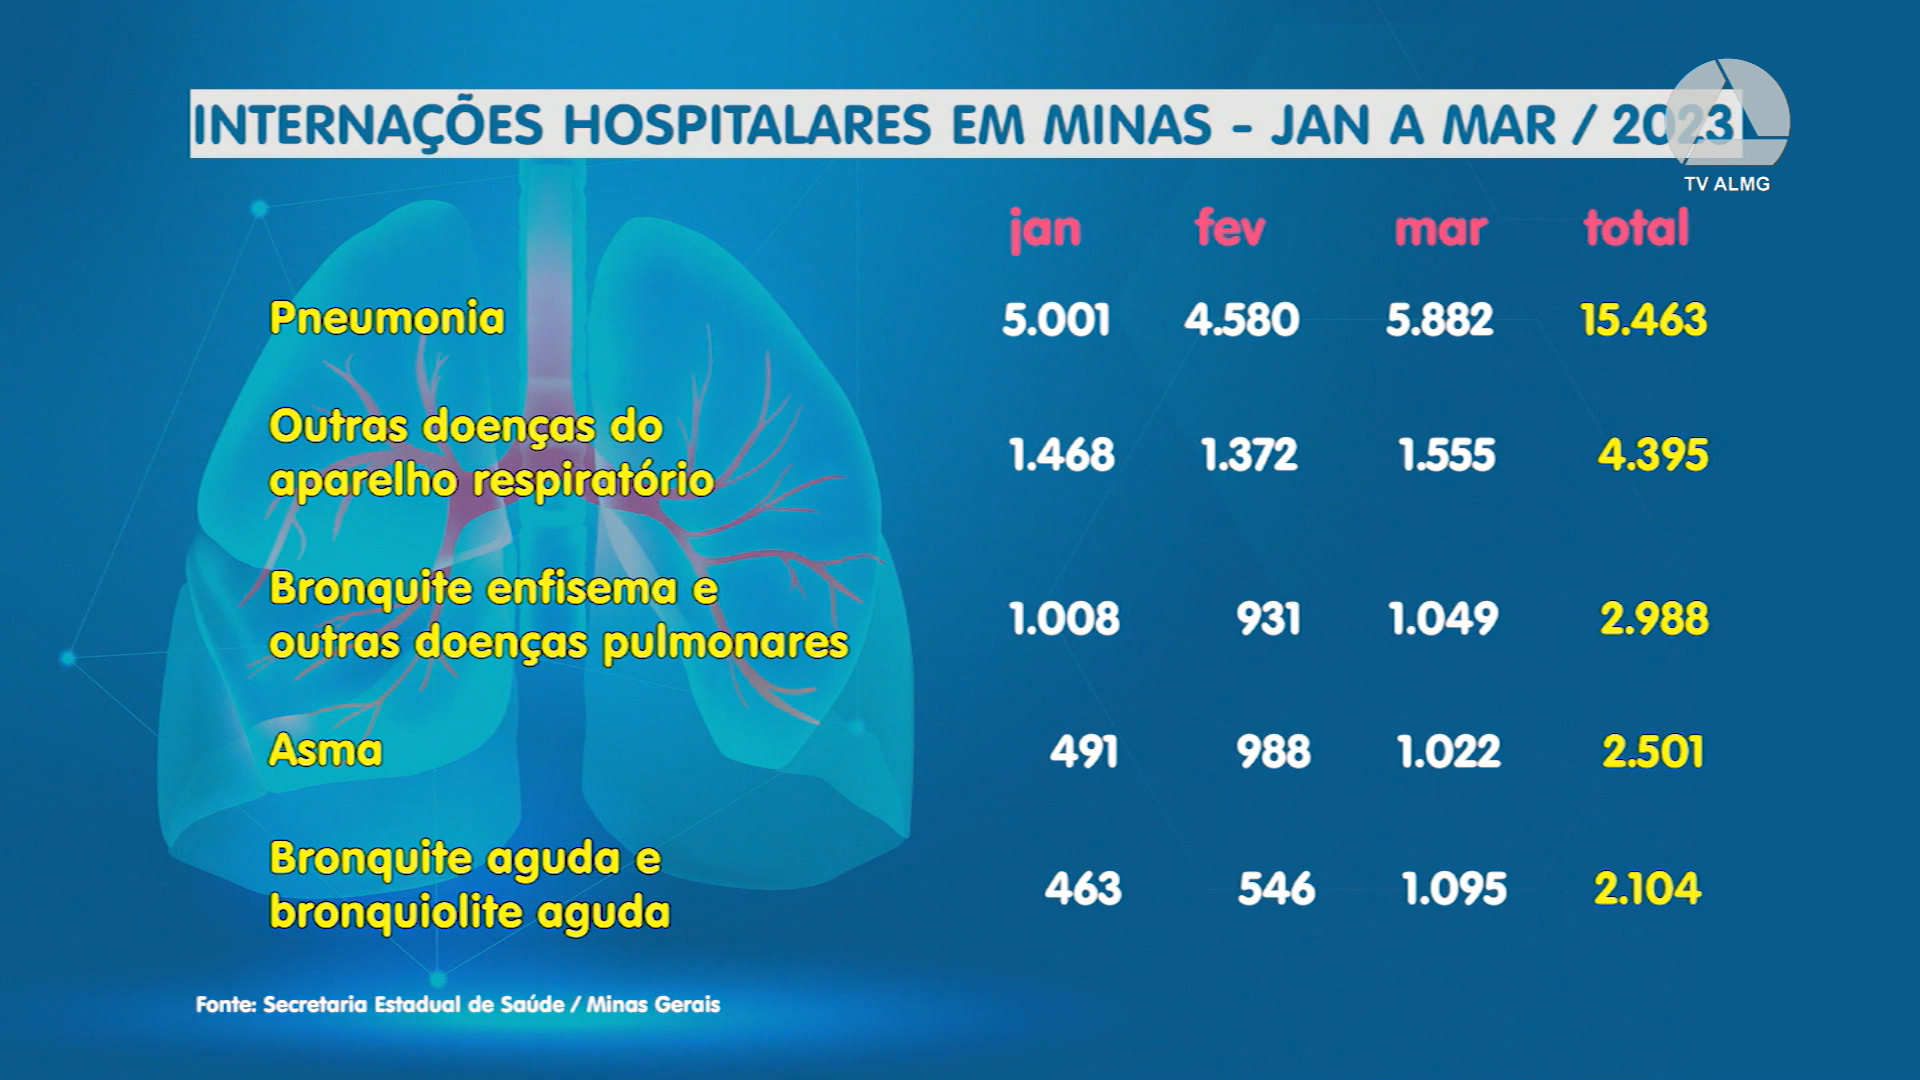 INTERNAÇÕES HOSPITALARES EM MINAS - JAN A MAR / 2023
TV ALMG
jan fev mar total
Pneumonia 5.001 4.580 5.882 15.463
Outras doenças do
aparelho respiratório 1.468 1.372 1.555 4.395
Bronquite enfisema e
outras doenças pulmonares 1.008 931 1.049 2.988
Asma 491 988 1.022 2.501
Bronquite aguda e
bronquiolite aguda 463 546 1.095 2.104
Fonte: Secretaria Estadual de Saúde / Minas Gerais